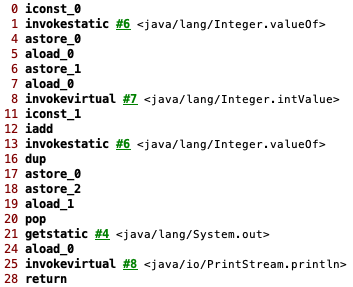 0 iconst_0
1 invokestatic #6 <java/lang/Integer.valueOf>
4 astore_0
5 aload_0
6 astore_1
7 aload_0
8 invokevirtual #7 <java/lang/Integer.intValue>
11 iconst_1
12 iadd
13 invokestatic #6 <java/lang/Integer.valueOf>
16 dup
17 astore_0
18 astore_2
19 aload_1
20 pop
21 getstatic #4 <java/lang/System.out>
24 aload_0
25 invokevirtual #8 <java/io/PrintStream.println>
28 return